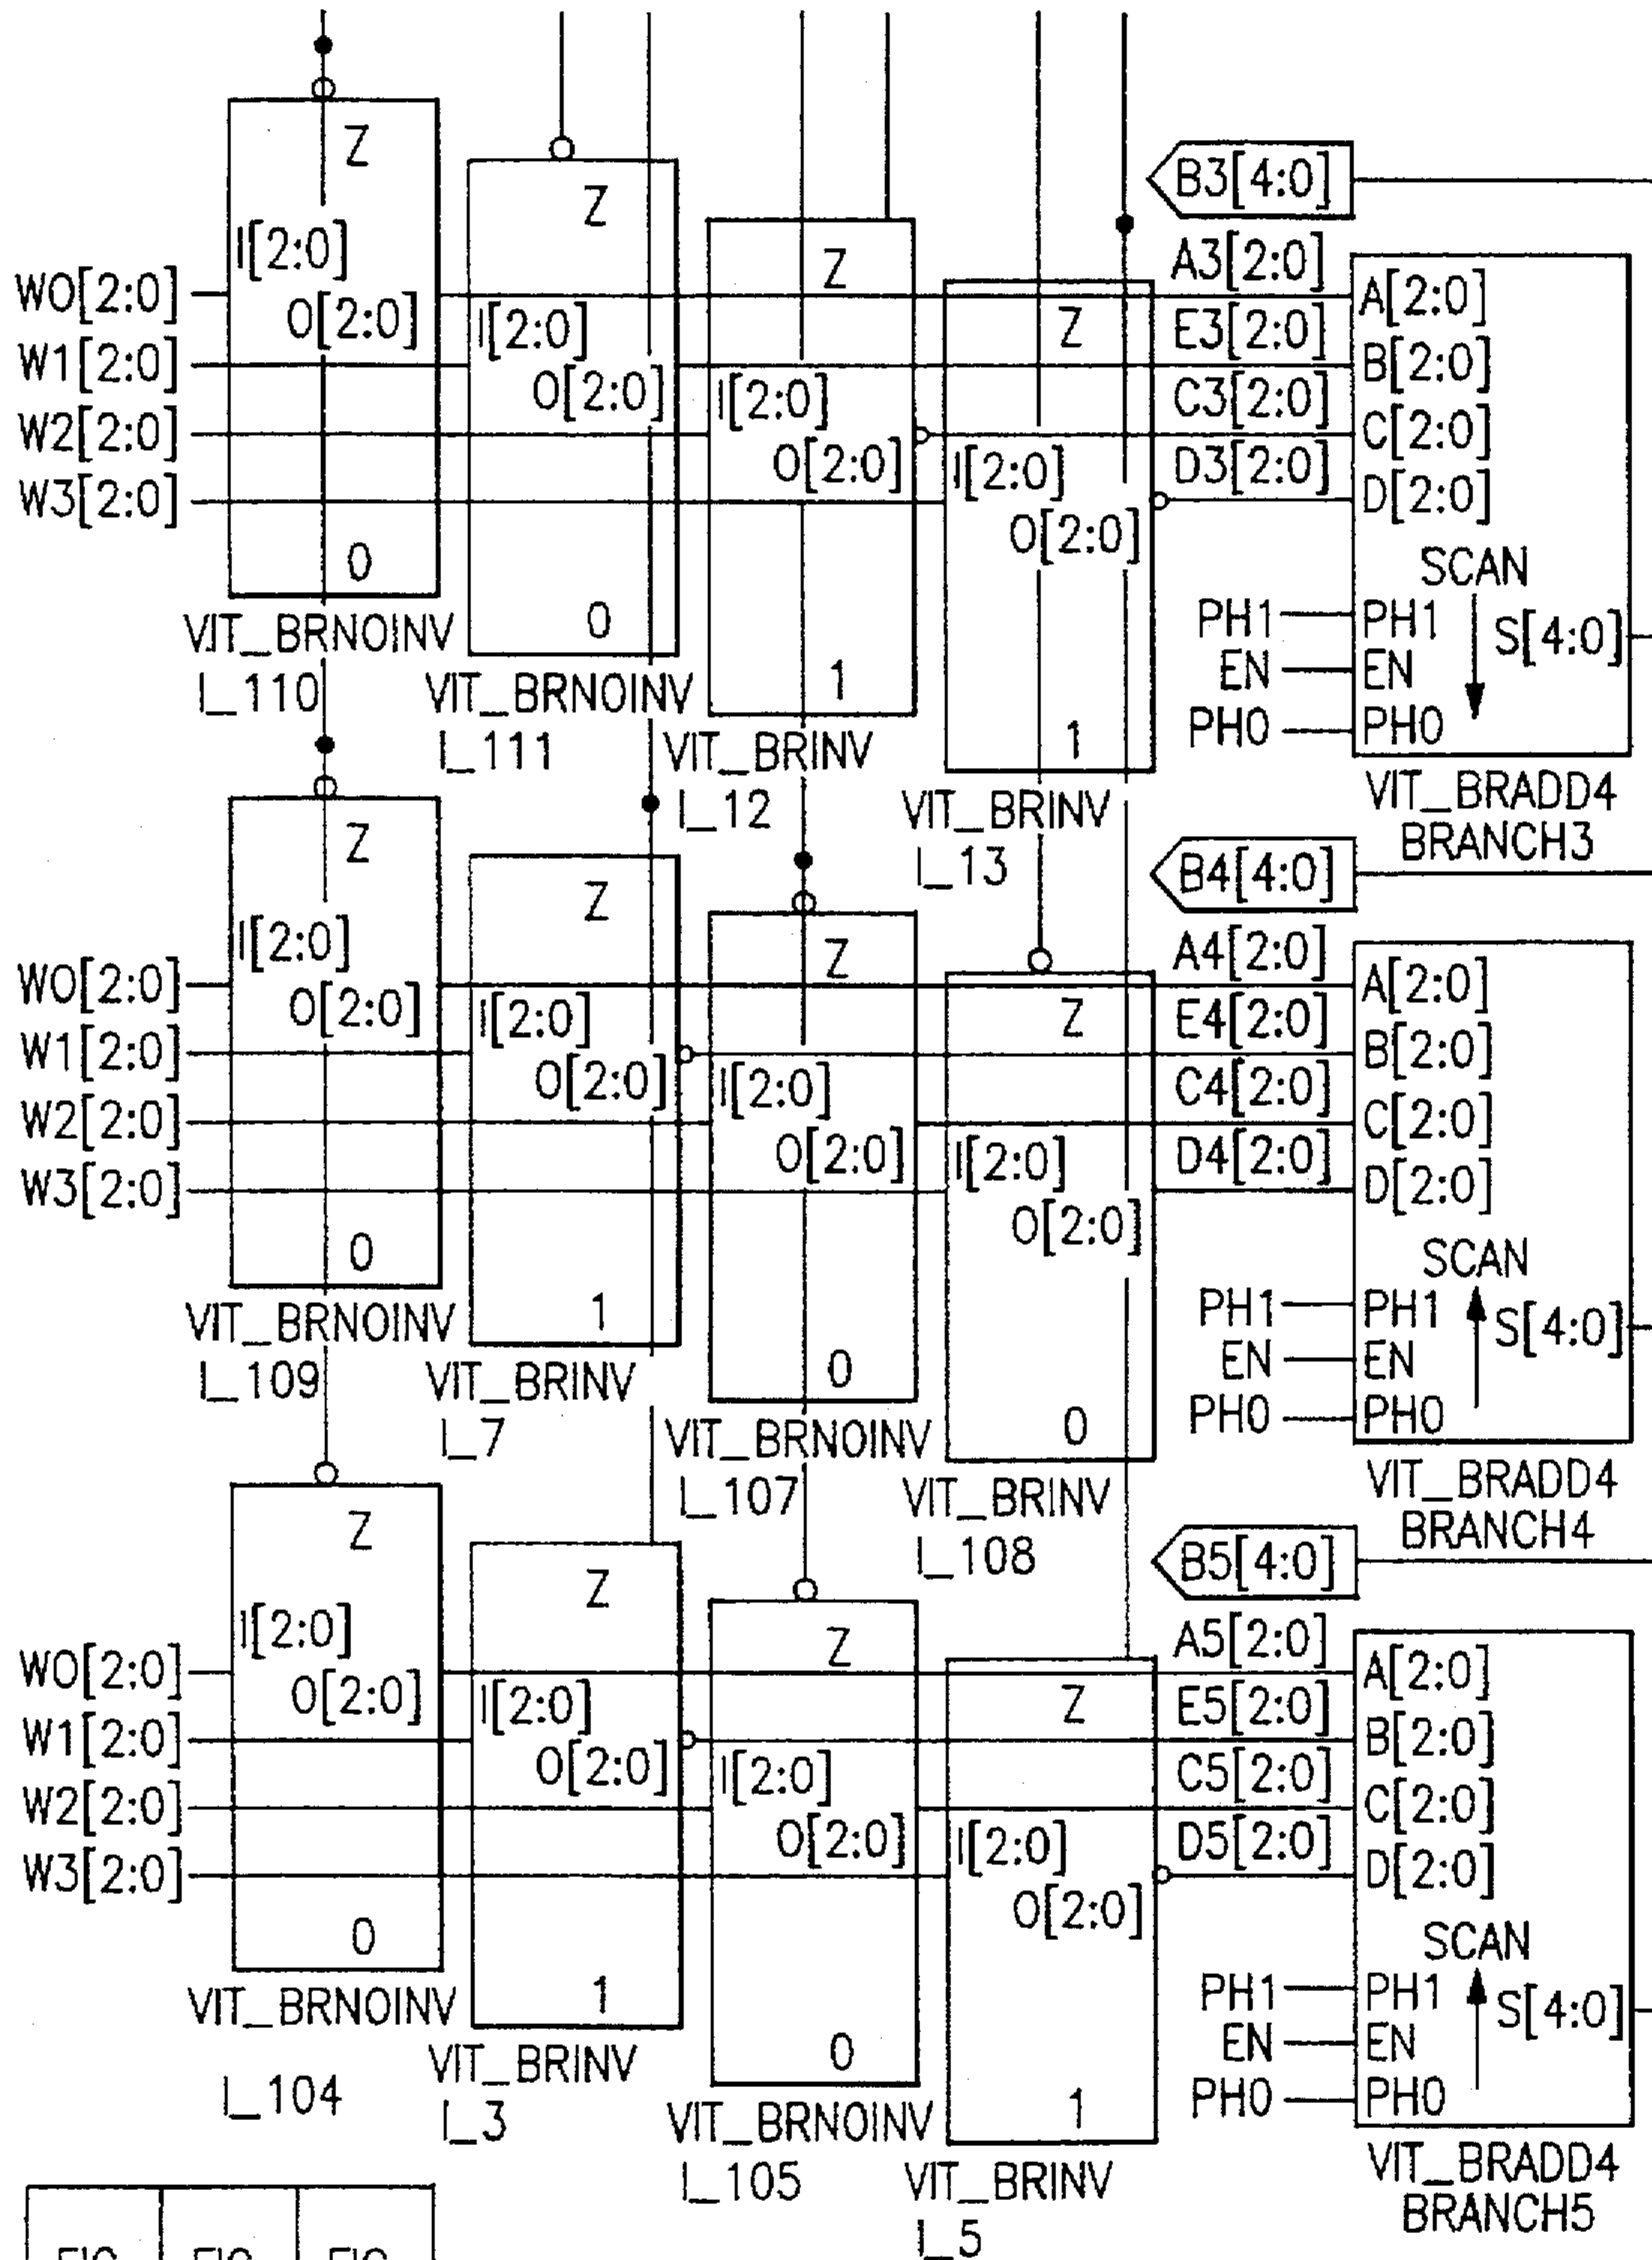 Z
I[2:0]
O[2:0]
0
VIT_BRNOINV
I_110
Z
I[2:0]
O[2:0]
0
VIT_BRNOINV
I_111
Z
I[2:0]
O[2:0]
1
VIT_BRINV
I_12
Z
I[2:0]
O[2:0]
1
VIT_BRINV
I_13
W0[2:0]
W1[2:0]
W2[2:0]
W3[2:0]
B3[4:0]
A3[2:0]
E3[2:0]
C3[2:0]
D3[2:0]
A[2:0]
B[2:0]
C[2:0]
D[2:0]
SCAN
PH1 PH1
S[4:0]
EN EN
PH0 PH0
VIT_BRADD4
BRANCH3
Z
I[2:0]
O[2:0]
0
VIT_BRNOINV
I_109
Z
I[2:0]
O[2:0]
1
VIT_BRINV
I_7
Z
I[2:0]
O[2:0]
0
VIT_BRNOINV
I_107
Z
I[2:0]
O[2:0]
0
VIT_BRINV
I_108
W0[2:0]
W1[2:0]
W2[2:0]
W3[2:0]
B4[4:0]
A4[2:0]
E4[2:0]
C4[2:0]
D4[2:0]
A[2:0]
B[2:0]
C[2:0]
D[2:0]
SCAN
PH1 PH1
S[4:0]
EN EN
PH0 PH0
VIT_BRADD4
BRANCH4
Z
I[2:0]
O[2:0]
0
VIT_BRNOINV
I_104
Z
I[2:0]
O[2:0]
1
VIT_BRINV
I_3
Z
I[2:0]
O[2:0]
0
VIT_BRNOINV
I_105
Z
I[2:0]
O[2:0]
1
VIT_BRINV
I_5
W0[2:0]
W1[2:0]
W2[2:0]
W3[2:0]
B5[4:0]
A5[2:0]
E5[2:0]
C5[2:0]
D5[2:0]
A[2:0]
B[2:0]
C[2:0]
D[2:0]
SCAN
PH1 PH1
S[4:0]
EN EN
PH0 PH0
VIT_BRADD4
BRANCH5
FIG FIG FIG